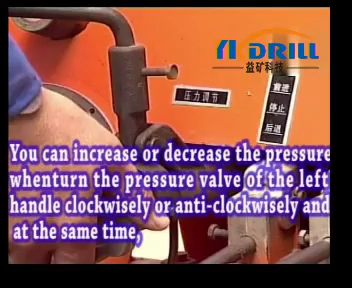 YI DRILL
益矿科技
压力调节
前进
停止
后退
You can increase or decrease the pressure
whenturn the pressure valve of the left
handle clockwisely or anti-clockwisely and
at the same time,